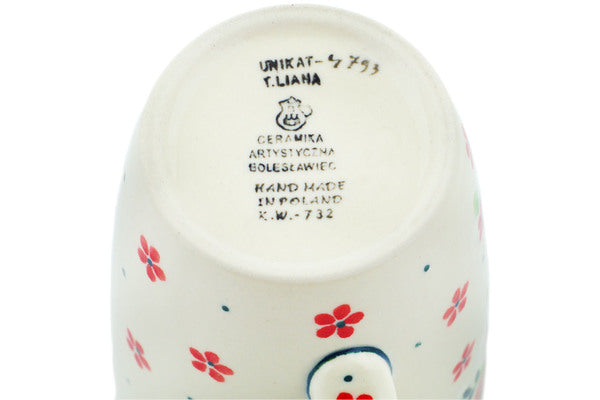 UNIKAT-4793
T.LIANA
CERAMIKA
ARTYSTYCZNA
BOLESŁAWIEC
HAND MADE
IN POLAND
K.W.-732